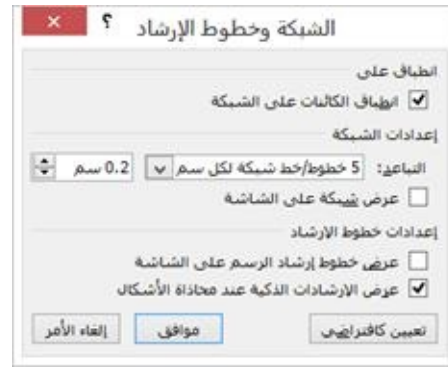 الشبكة وخطوط الإرشاد ؟ ×
انطباق على
انطباق الكائنات على الشبكة
إعدادات الشبكة
التباعد: 5 خطوط/خط شبكة لكل سم 0.2 سم
عرض شبكة على الشاشة
إعدادات خطوط الإرشاد
عرض خطوط إرشاد الرسم على الشاشة
عرض الإرشادات الذكية عند محاذاة الأشكال
تعيين كافتراضي موافق إلغاء الأمر